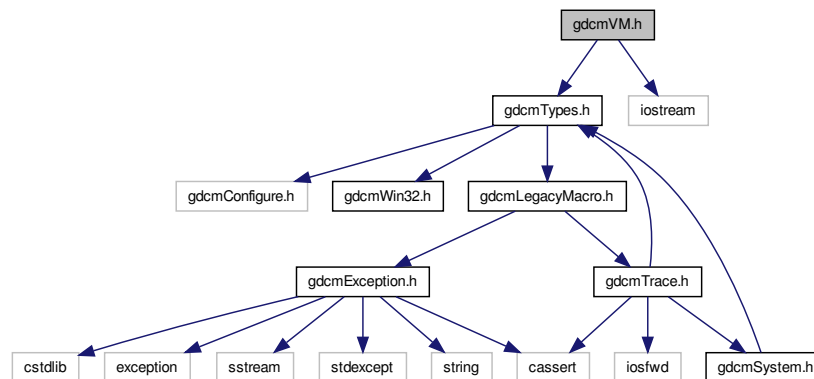 gdcmVM.h
gdcmTypes.h
iostream
gdcmConfigure.h
gdcmWin32.h
gdcmLegacyMacro.h
gdcmException.h
gdcmTrace.h
cstdlib
exception
sstream
stdexcept
string
cassert
iosfwd
gdcmSystem.h